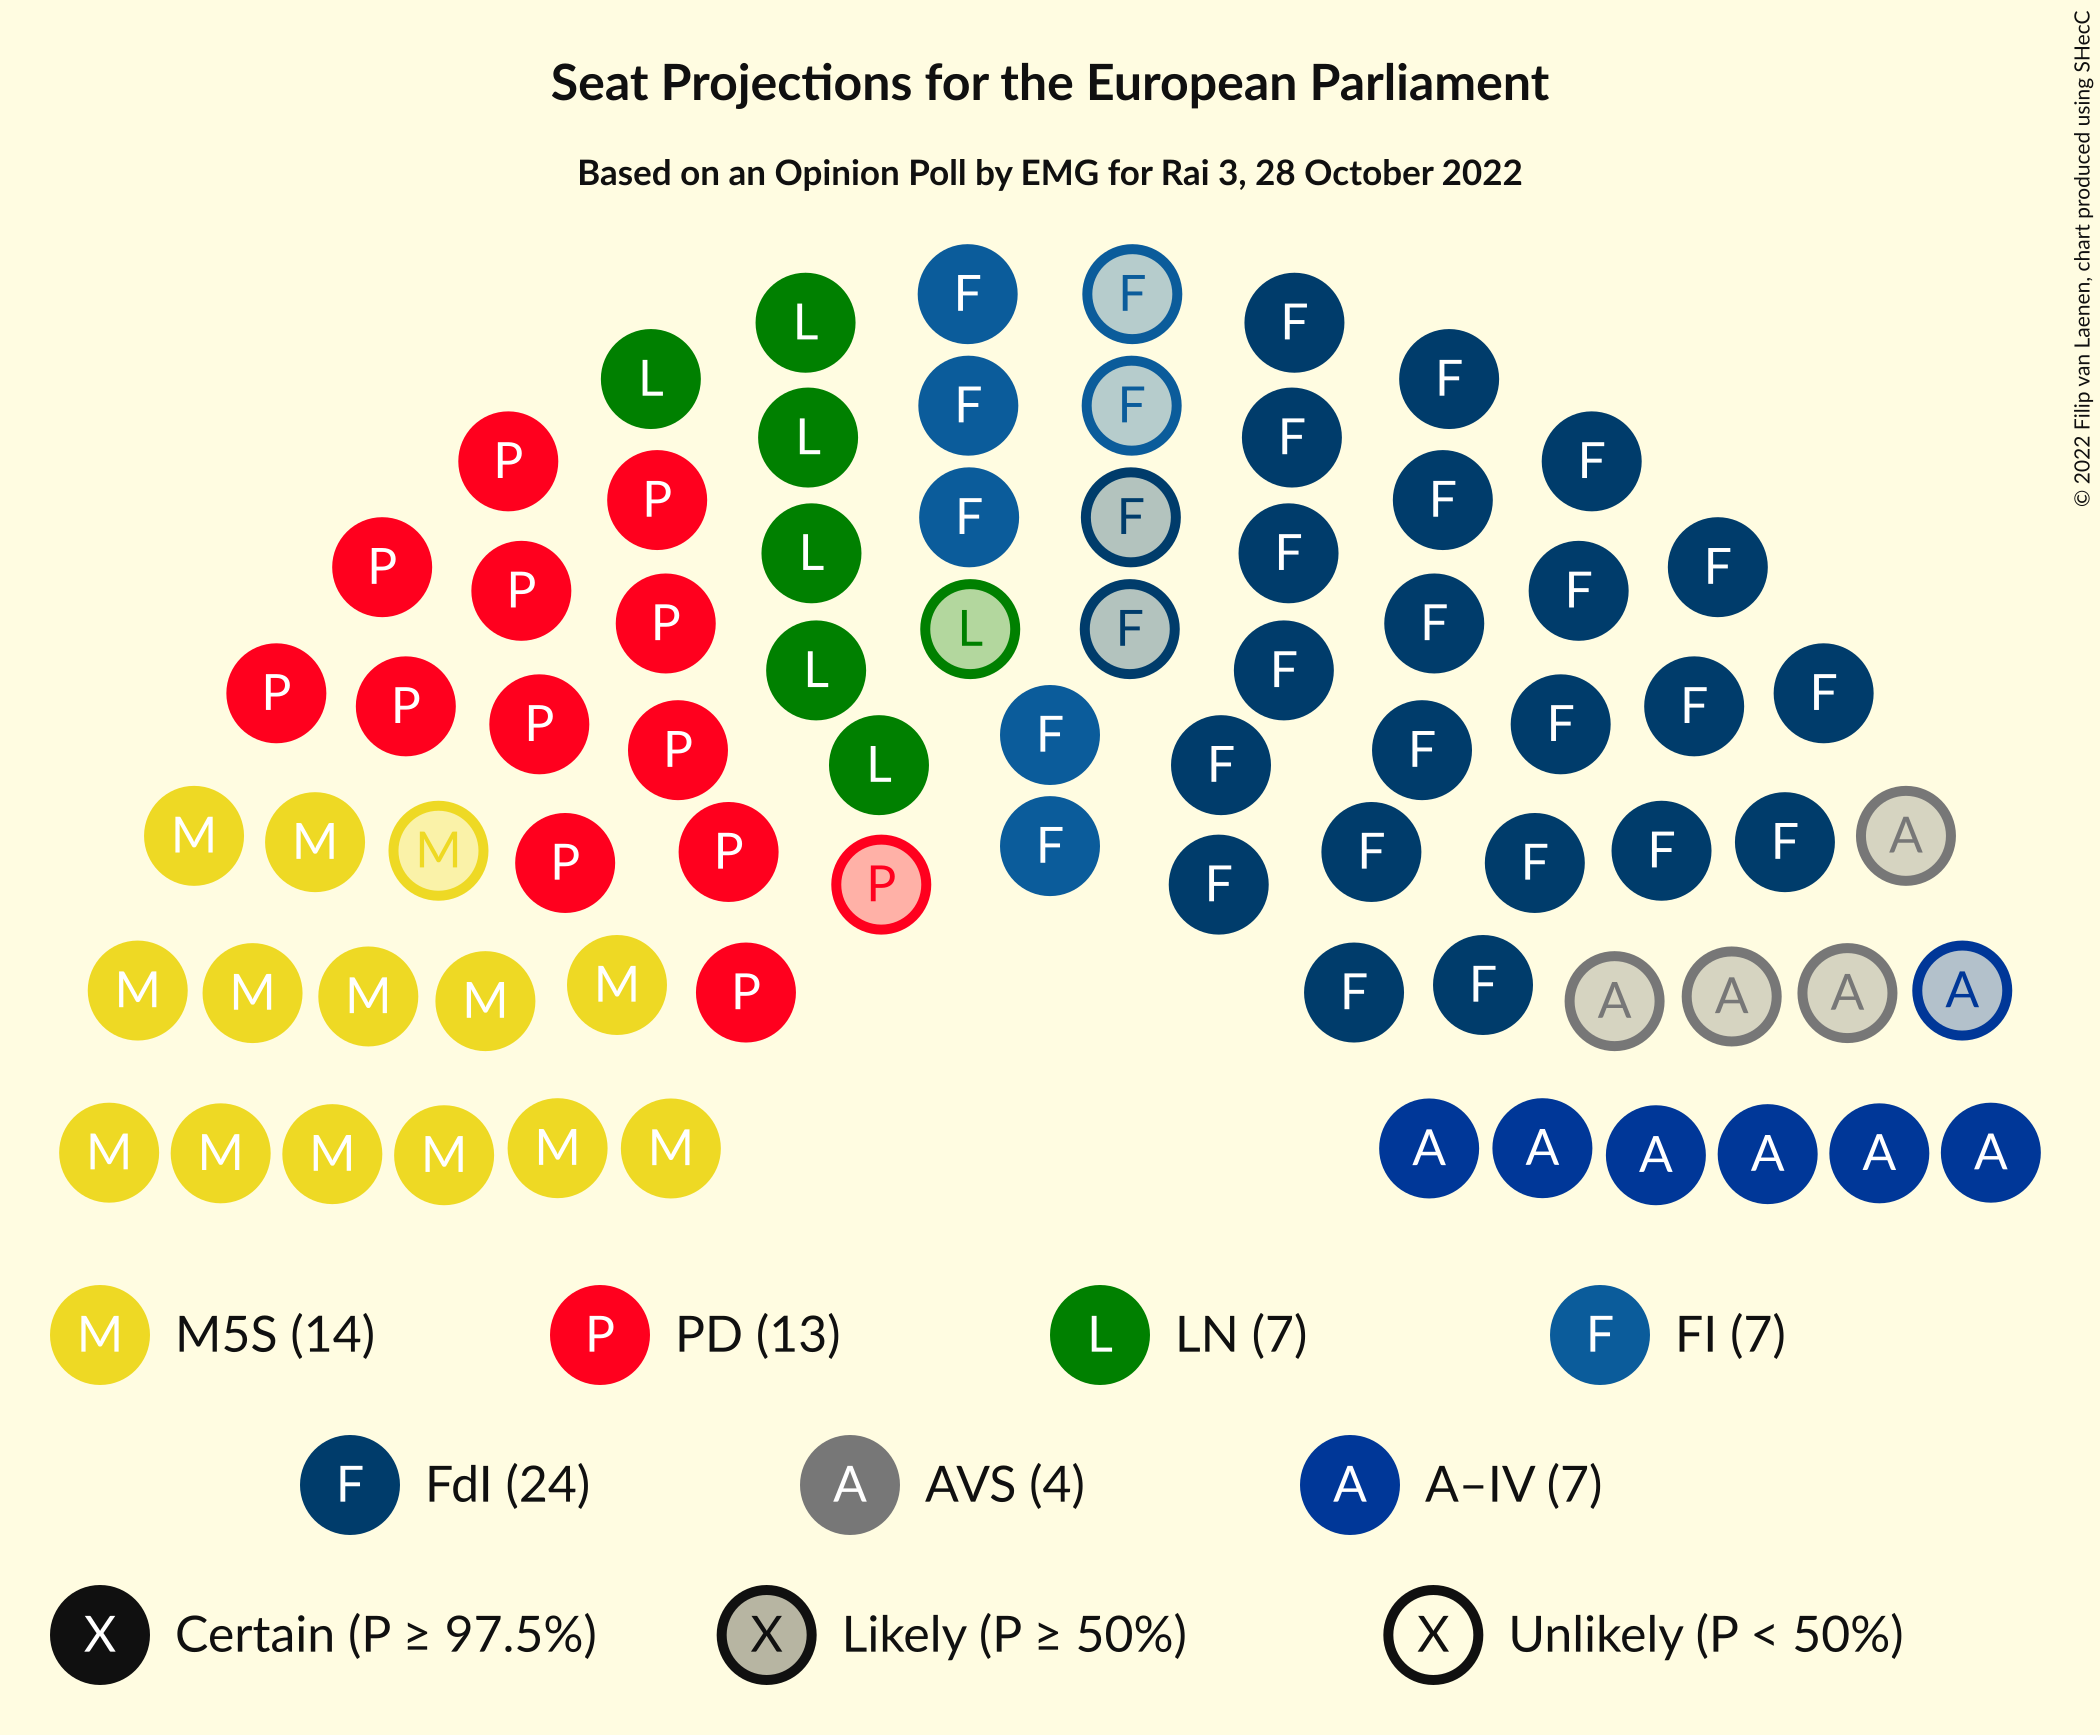 Seat Projections for the European Parliament
Based on an Opinion Poll by EMG for Rai 3, 28 October 2022
© 2022 Filip van Laenen, chart produced using SHecC
F F
L F
L F
F F
L F
P F
P F
L F
F F
P F
P F
P F
P F
L L F
P F
P P F F
P P F F
L F F
M M M P P P F F F F F F A
M M M M M P F F A A A A
M M M M M M A A A A A A
M M5S (14) P PD (13) L LN (7) F FI (7)
F FdI (24) A AVS (4) A A–IV (7)
X Certain (P ≥ 97.5%) X Likely (P ≥ 50%) X Unlikely (P < 50%)